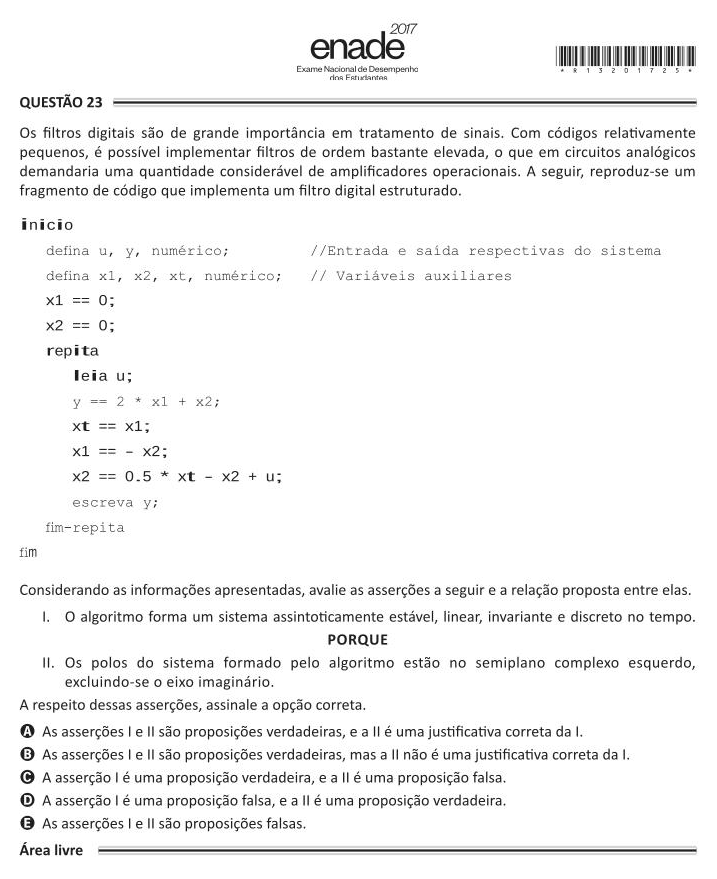 2017
enade
Exame Nacional de Desempenho
dos Estudantes
* R 1 3 2 0 1 7 2 5 *
QUESTÃO 23
Os filtros digitais são de grande importância em tratamento de sinais. Com códigos relativamente
pequenos, é possível implementar filtros de ordem bastante elevada, o que em circuitos analógicos
demandaria uma quantidade considerável de amplificadores operacionais. A seguir, reproduz-se um
fragmento de código que implementa um filtro digital estruturado.
inicio
defina u, y, numérico; //Entrada e saída respectivas do sistema
defina x1, x2, xt, numérico; // Variáveis auxiliares
x1 == 0;
x2 == 0;
repita
leia u;
y == 2 * x1 + x2;
xt == x1;
x1 == - x2;
x2 == 0.5 * xt - x2 + u;
escreva y;
fim-repita
fim
Considerando as informações apresentadas, avalie as asserções a seguir e a relação proposta entre elas.
I. O algoritmo forma um sistema assintoticamente estável, linear, invariante e discreto no tempo.
PORQUE
II. Os polos do sistema formado pelo algoritmo estão no semiplano complexo esquerdo,
excluindo-se o eixo imaginário.
A respeito dessas asserções, assinale a opção correta.
A As asserções I e II são proposições verdadeiras, e a II é uma justificativa correta da I.
B As asserções I e II são proposições verdadeiras, mas a II não é uma justificativa correta da I.
C A asserção I é uma proposição verdadeira, e a II é uma proposição falsa.
D A asserção I é uma proposição falsa, e a II é uma proposição verdadeira.
E As asserções I e II são proposições falsas.
Área livre